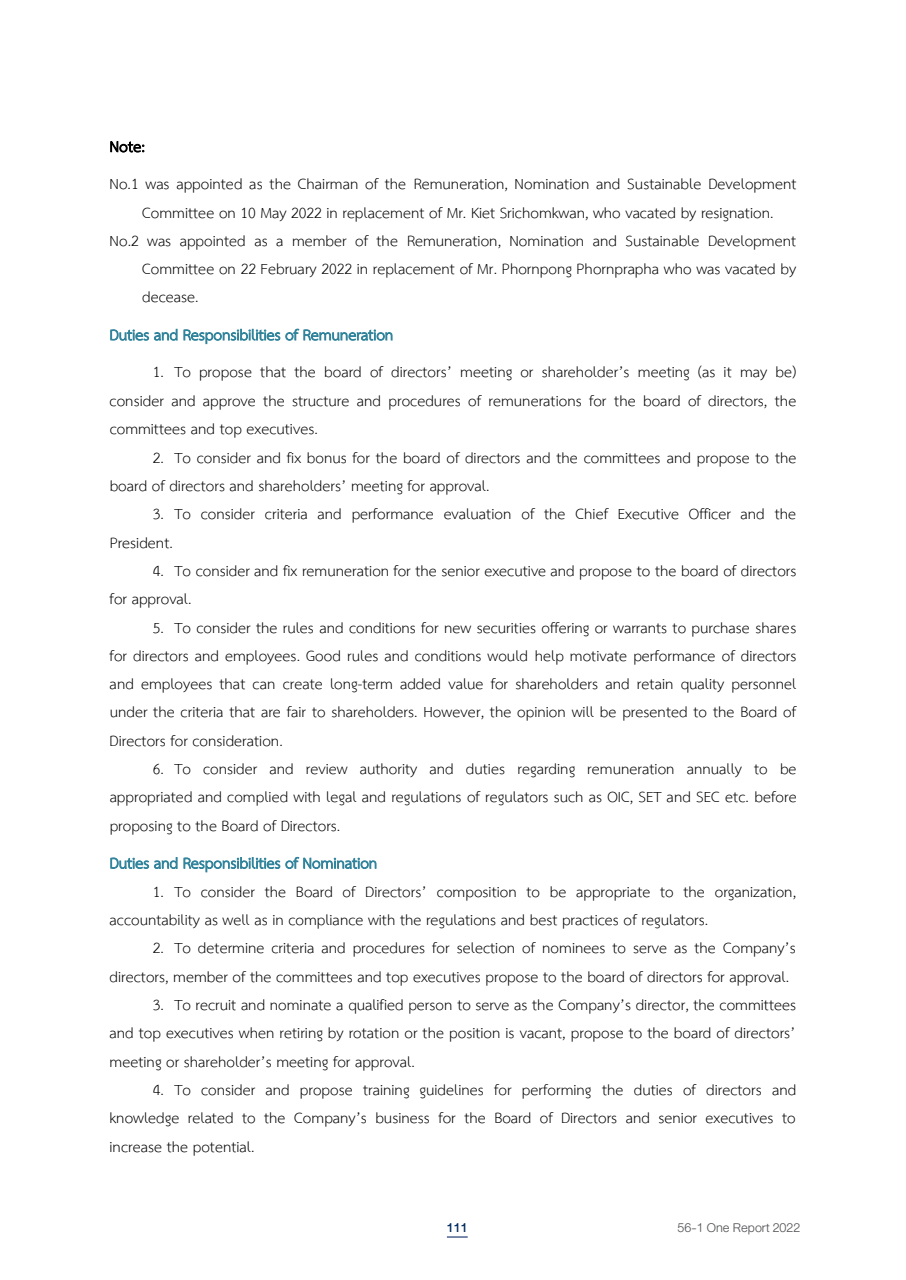 Note:
No.1 was appointed as the Chairman of the Remuneration, Nomination and Sustainable Development
Committee on 10 May 2022 in replacement of Mr. Kiet Srichomkwan, who vacated by resignation.
No.2 was appointed as a member of the Remuneration, Nomination and Sustainable Development
Committee on 22 February 2022 in replacement of Mr. Phornpong Phornprapha who was vacated by
decease.
Duties and Responsibilities of Remuneration
1. To propose that the board of directors’ meeting or shareholder’s meeting (as it may be)
consider and approve the structure and procedures of remunerations for the board of directors, the
committees and top executives.
2. To consider and fix bonus for the board of directors and the committees and propose to the
board of directors and shareholders’ meeting for approval.
3. To consider criteria and performance evaluation of the Chief Executive Officer and the
President.
4. To consider and fix remuneration for the senior executive and propose to the board of directors
for approval.
5. To consider the rules and conditions for new securities offering or warrants to purchase shares
for directors and employees. Good rules and conditions would help motivate performance of directors
and employees that can create long-term added value for shareholders and retain quality personnel
under the criteria that are fair to shareholders. However, the opinion will be presented to the Board of
Directors for consideration.
6. To consider and review authority and duties regarding remuneration annually to be
appropriated and complied with legal and regulations of regulators such as OIC, SET and SEC etc. before
proposing to the Board of Directors.
Duties and Responsibilities of Nomination
1. To consider the Board of Directors’ composition to be appropriate to the organization,
accountability as well as in compliance with the regulations and best practices of regulators.
2. To determine criteria and procedures for selection of nominees to serve as the Company’s
directors, member of the committees and top executives propose to the board of directors for approval.
3. To recruit and nominate a qualified person to serve as the Company’s director, the committees
and top executives when retiring by rotation or the position is vacant, propose to the board of directors’
meeting or shareholder’s meeting for approval.
4. To consider and propose training guidelines for performing the duties of directors and
knowledge related to the Company’s business for the Board of Directors and senior executives to
increase the potential.
111
56-1 One Report 2022